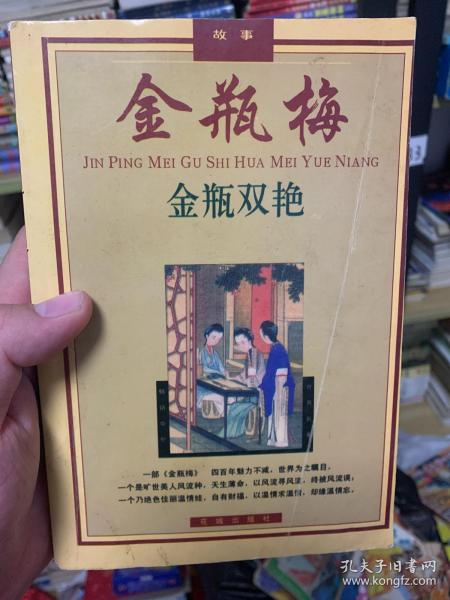 故事
金瓶梅
JIN PING MEI GU SHI HUA MEI YUE NIANG
金瓶双艳
……一部《金瓶梅》 四百年魅力不减，世界为之瞩目。
一个是旷世美人风流种，天生薄命，以风流寻风流，终被风流误；
一个乃绝色佳丽温情娃，自有财福，以温情求温情，却缘温情忘。
花城出版社
孔夫子旧书网
www.kongfz.com